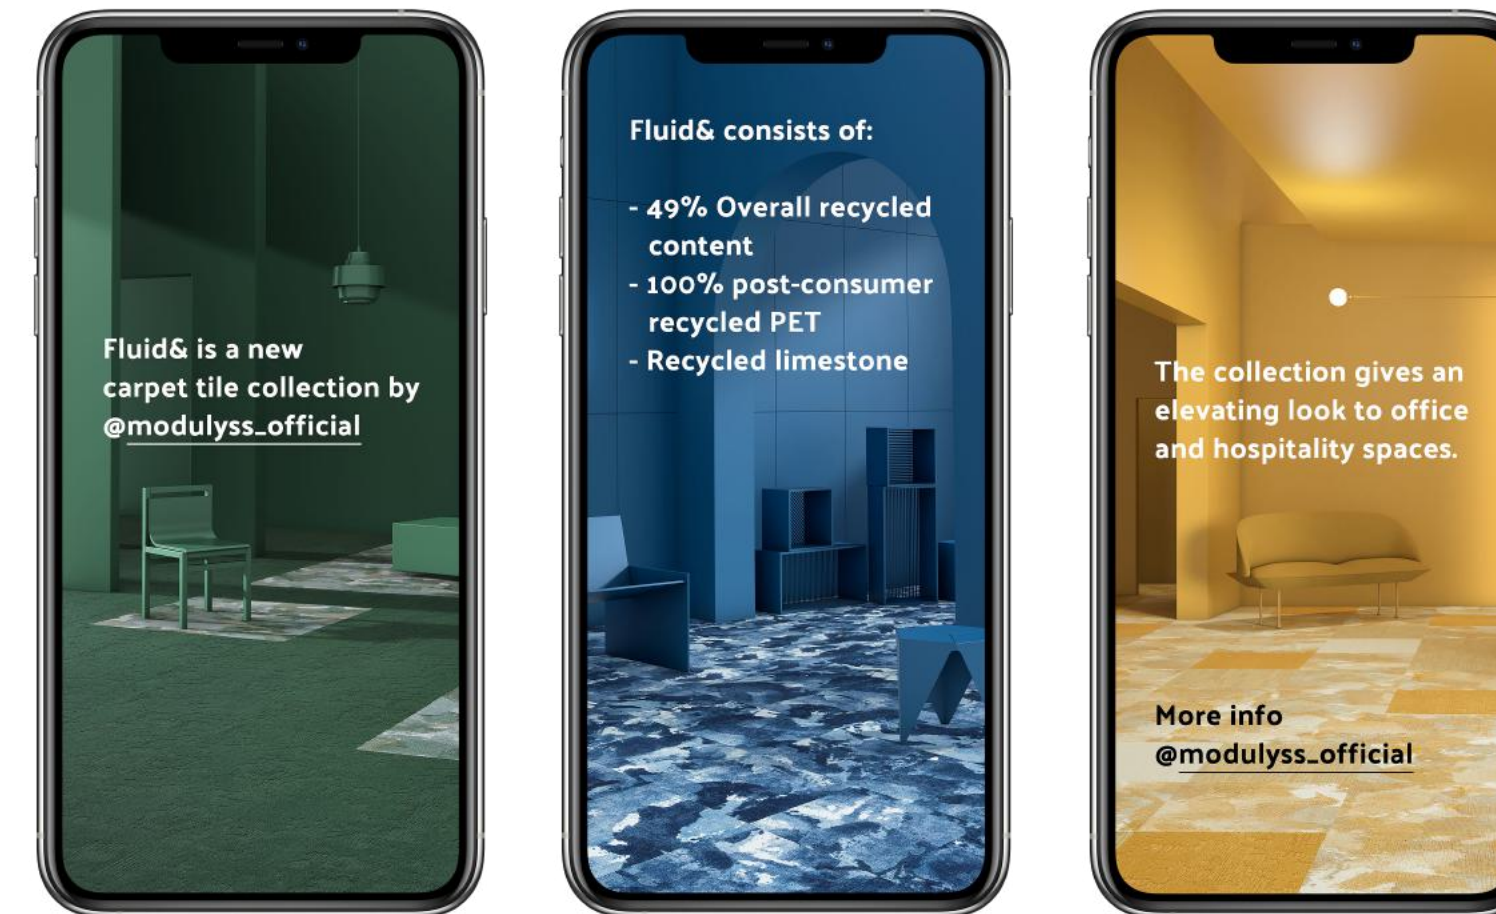 Fluid& is a new
carpet tile collection by
@modulyss_official
Fluid& consists of:
- 49% Overall recycled
content
- 100% post-consumer
recycled PET
- Recycled limestone
The collection gives an
elevating look to office
and hospitality spaces.
More info
@modulyss_official